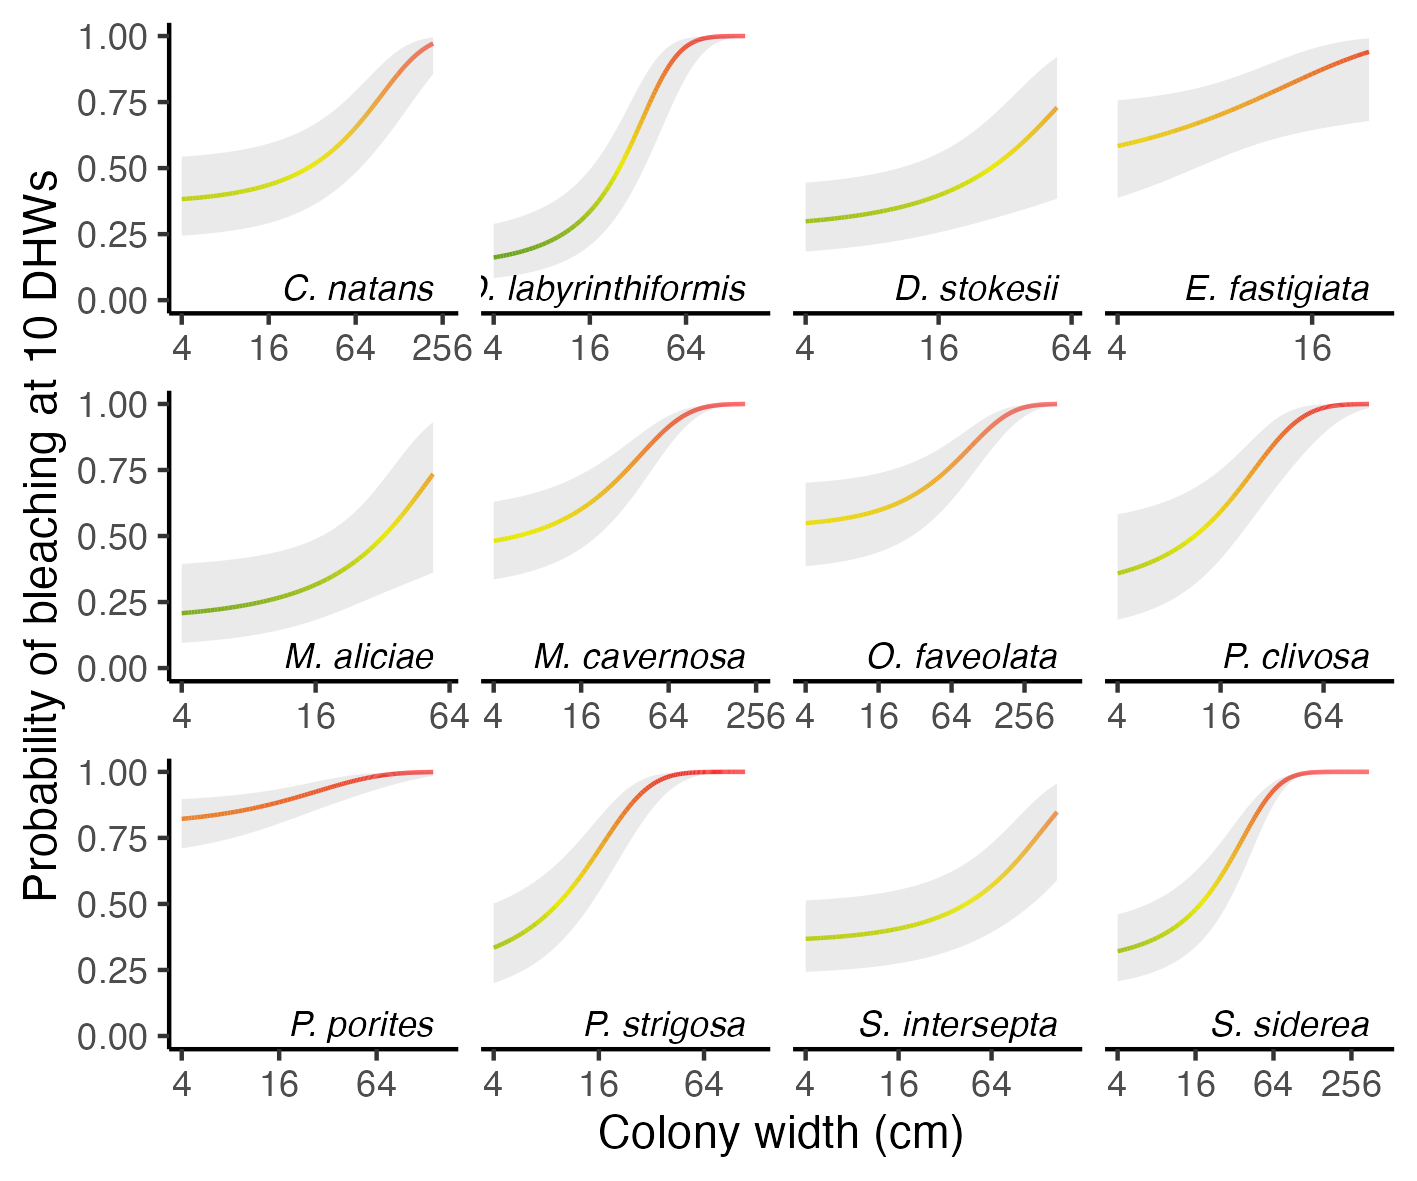 Probability of bleaching at 10 DHWs
1.00
0.75
0.50
0.25
0.00
C. natans
4 16 64 256
. labyrinthiformis
4 16 64
D. stokesii
4 16 64
E. fastigiata
4 16
1.00
0.75
0.50
0.25
0.00
M. aliciae
4 16 64
M. cavernosa
4 16 64 256
O. faveolata
4 16 64 256
P. clivosa
4 16 64
1.00
0.75
0.50
0.25
0.00
P. porites
4 16 64
P. strigosa
4 16 64
S. intersepta
4 16 64
S. siderea
4 16 64 256
Colony width (cm)